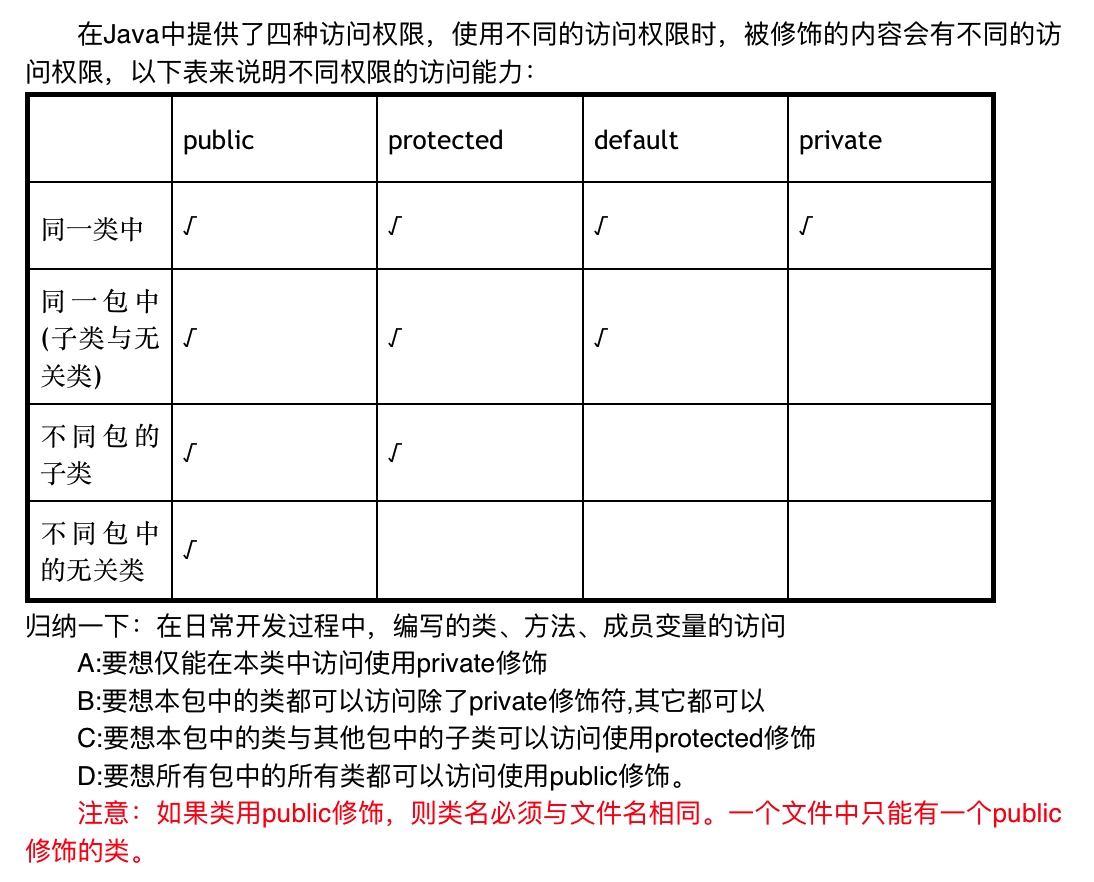 在Java中提供了四种访问权限，使用不同的访问权限时，被修饰的内容会有不同的访
问权限，以下表来说明不同权限的访问能力：
public protected default private
同一类中 √ √ √ √
同一包中
(子类与无 √ √ √
关类)
不同包的
子类 √ √
不同包中
的无关类 √
归纳一下：在日常开发过程中，编写的类、方法、成员变量的访问
A:要想仅能在本类中访问使用private修饰
B:要想本包中的类都可以访问除了private修饰符,其它都可以
C:要想本包中的类与其他包中的子类可以访问使用protected修饰
D:要想所有包中的所有类都可以访问使用public修饰。
注意：如果类用public修饰，则类名必须与文件名相同。一个文件中只能有一个public
修饰的类。